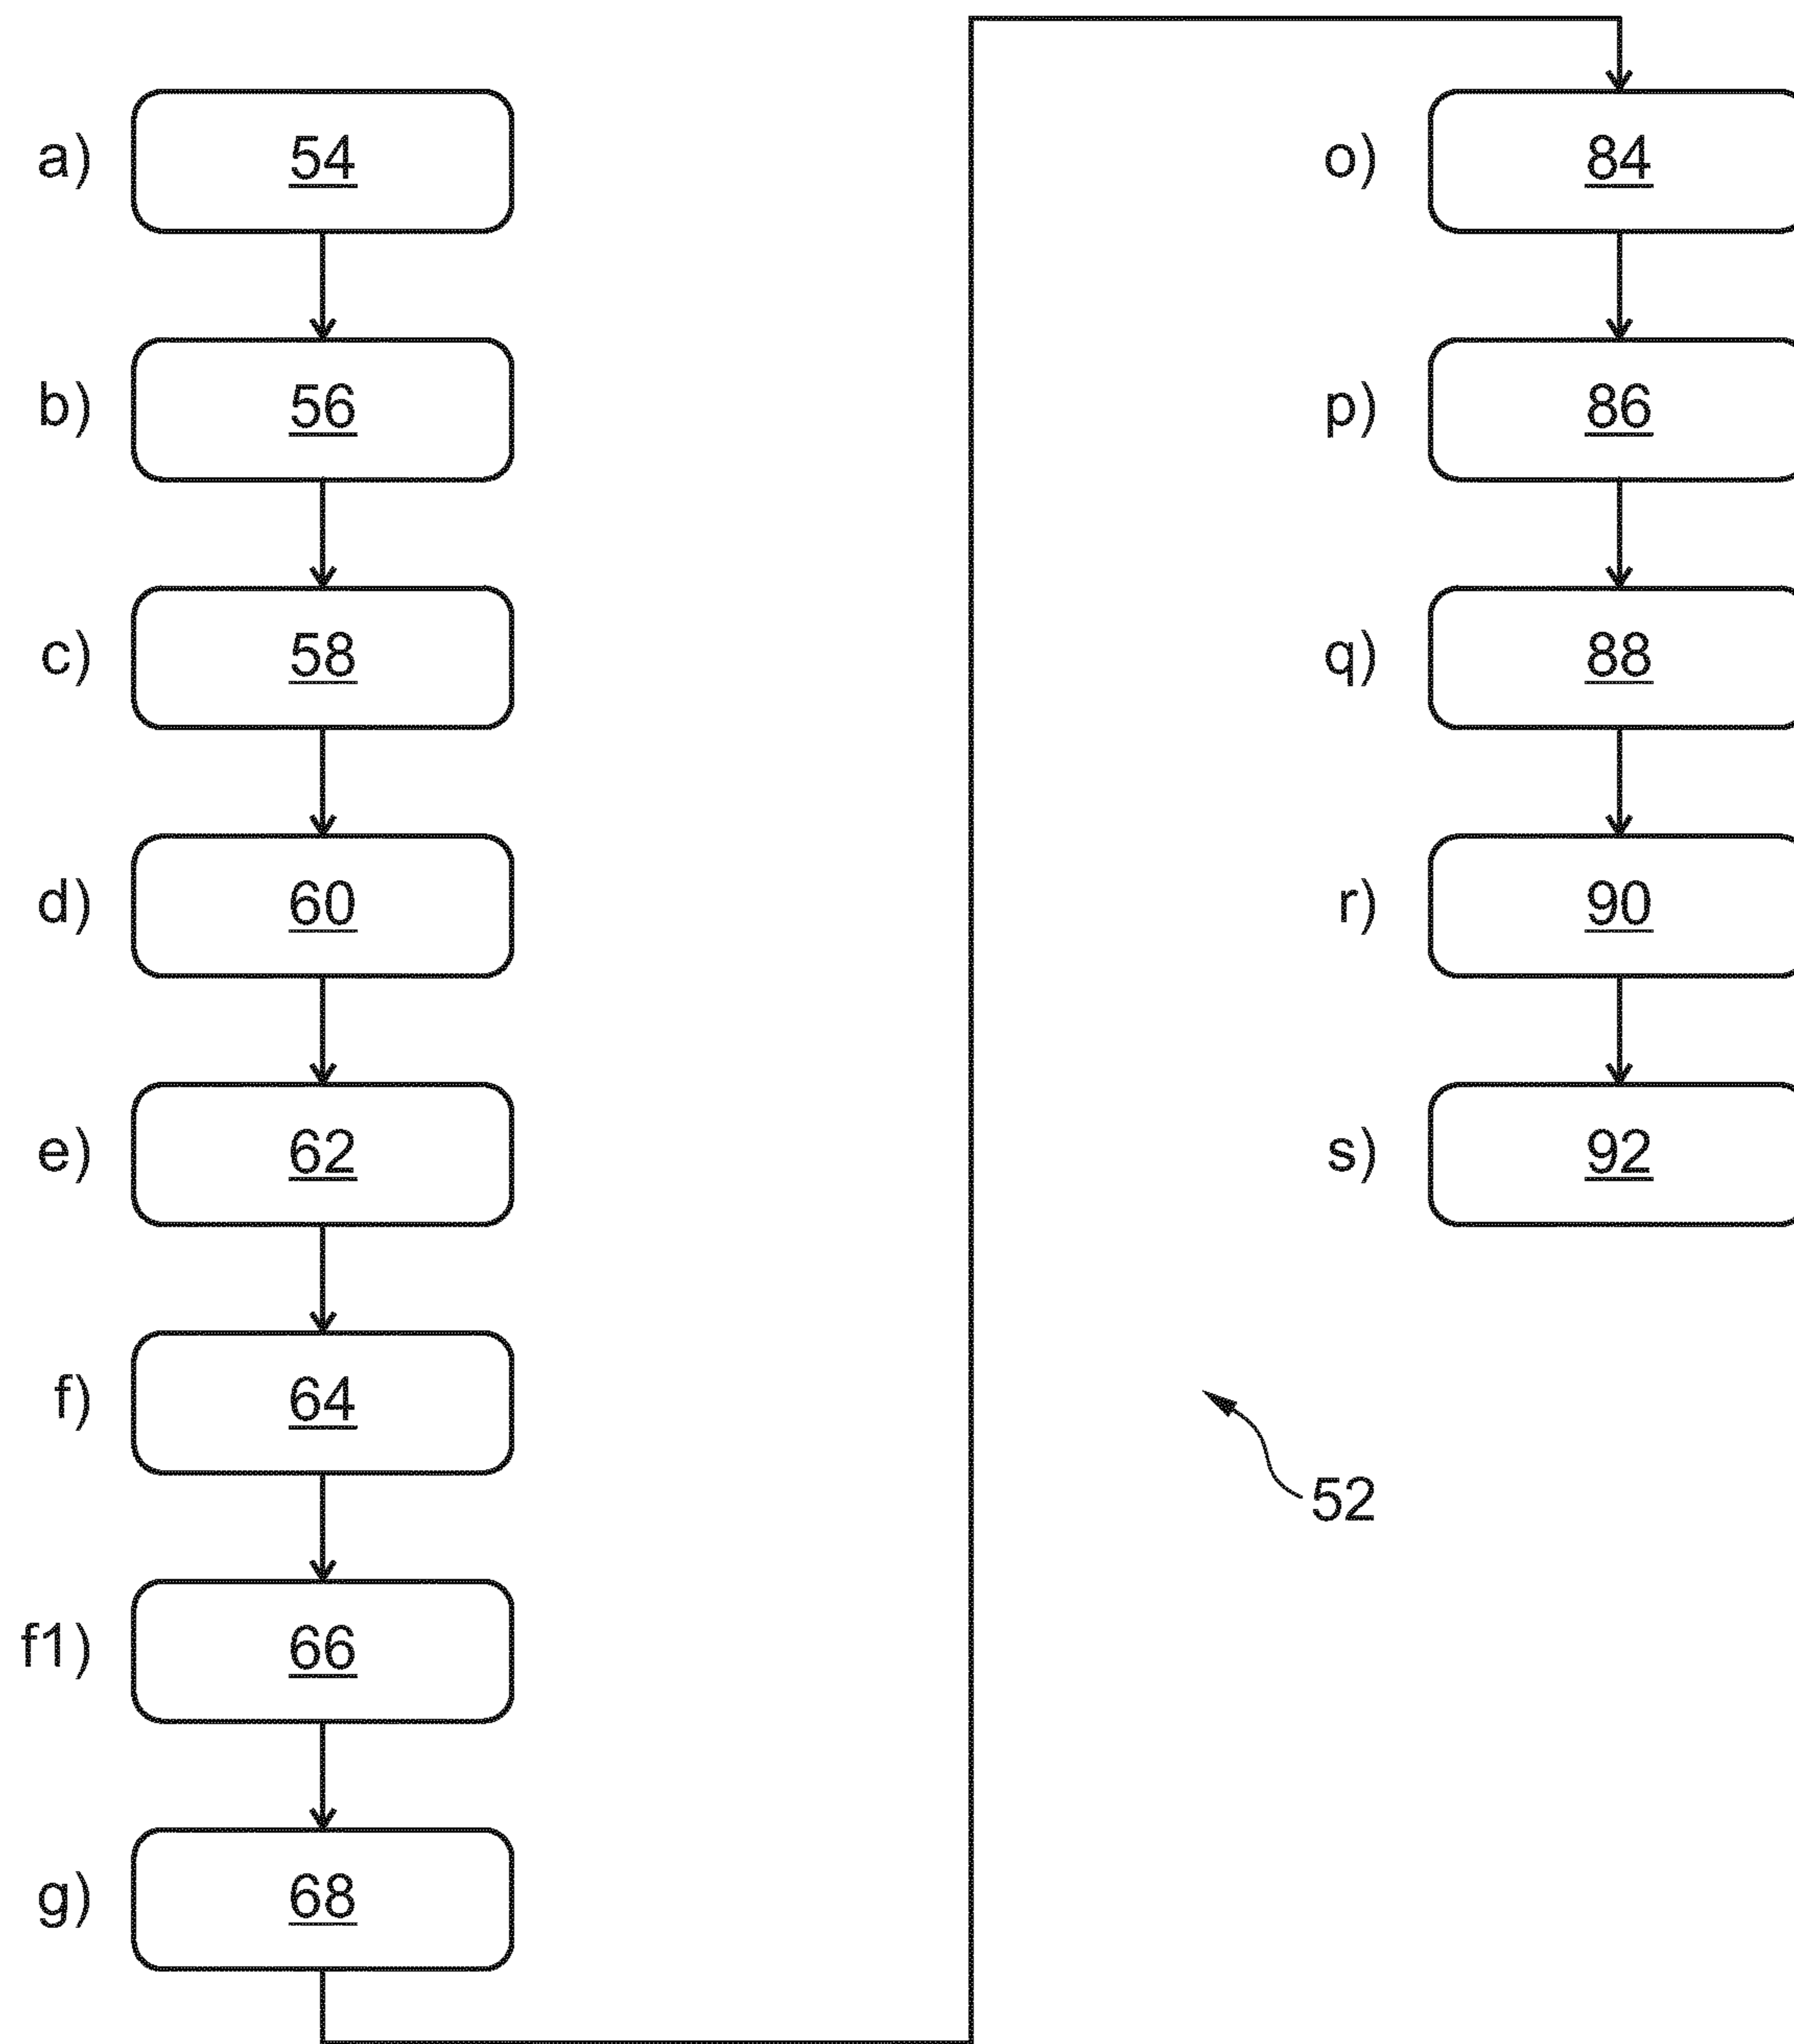 a) 54
b) 56
c) 58
d) 60
e) 62
f) 64
f1) 66
g) 68
o) 84
p) 86
q) 88
r) 90
s) 92
52